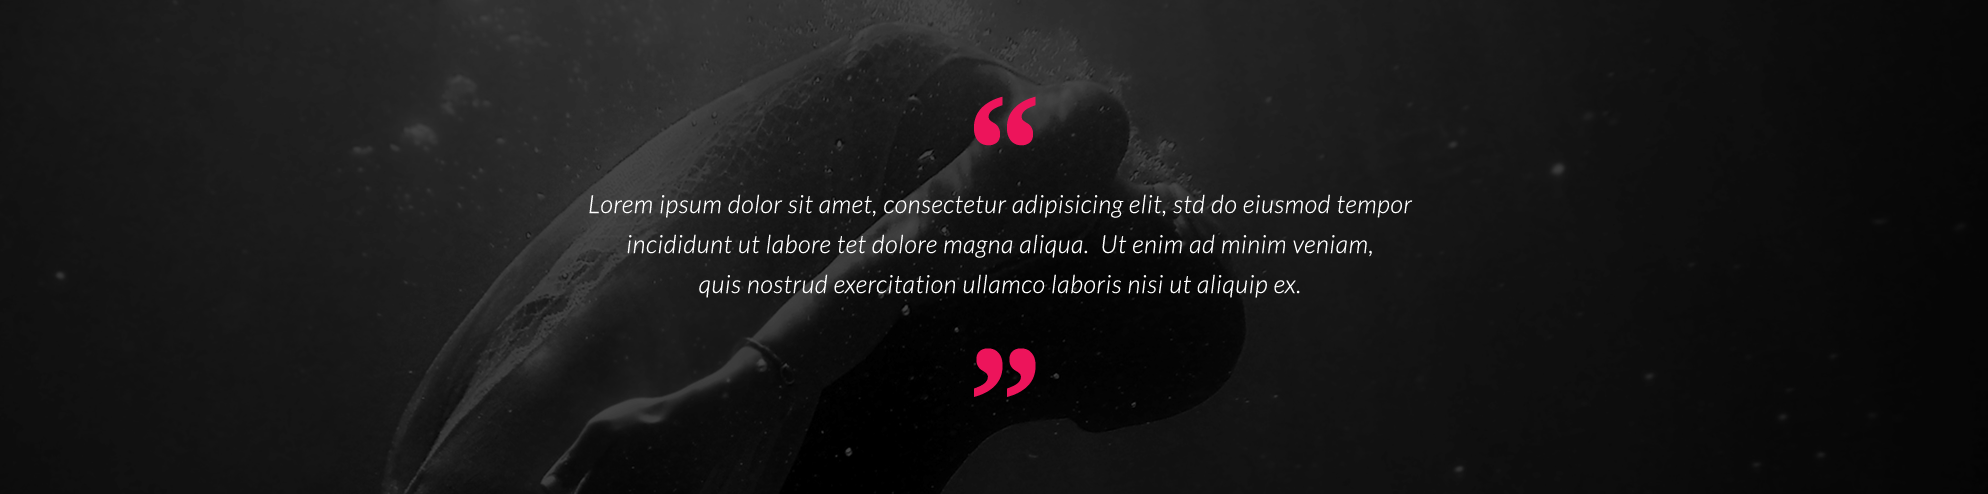 “
Lorem ipsum dolor sit amet, consectetur adipisicing elit, std do eiusmod tempor
incididunt ut labore tet dolore magna aliqua.  Ut enim ad minim veniam,
quis nostrud exercitation ullamco laboris nisi ut aliquip ex.
”